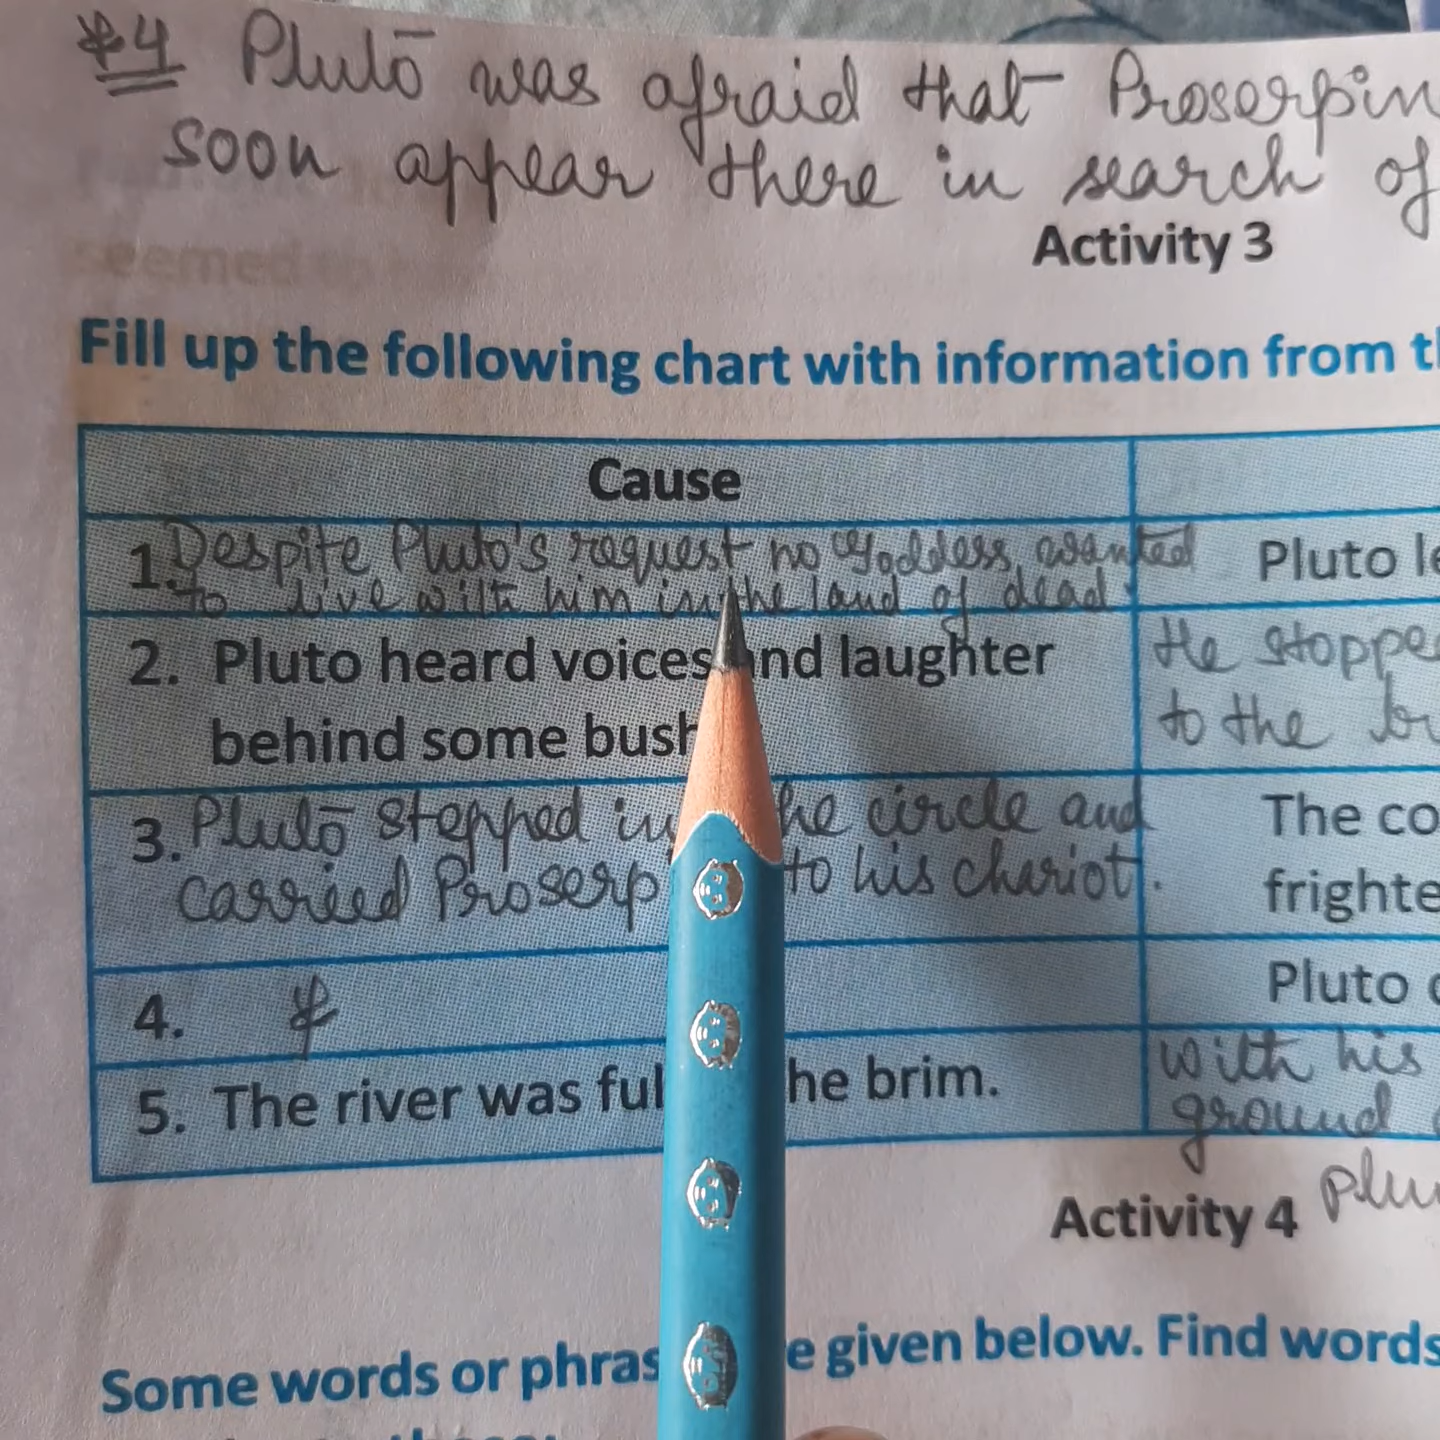 *4 Pluto was afraid that Proserpin
soon appear there in search of
seemed
Activity 3
Fill up the following chart with information from
Cause
1. Despite Pluto's request no Goddess wanted
to live with him in the land of dead.
Pluto
2. Pluto heard voices and laughter
behind some bush
He stoppe
to the
3. Pluto stepped in he circle and
carried Proserp to his chariot.
The co
frighte
4. *
Pluto
5. The river was ful he brim.
with his
ground
Activity 4
plu
Some words or phras e given below. Find words